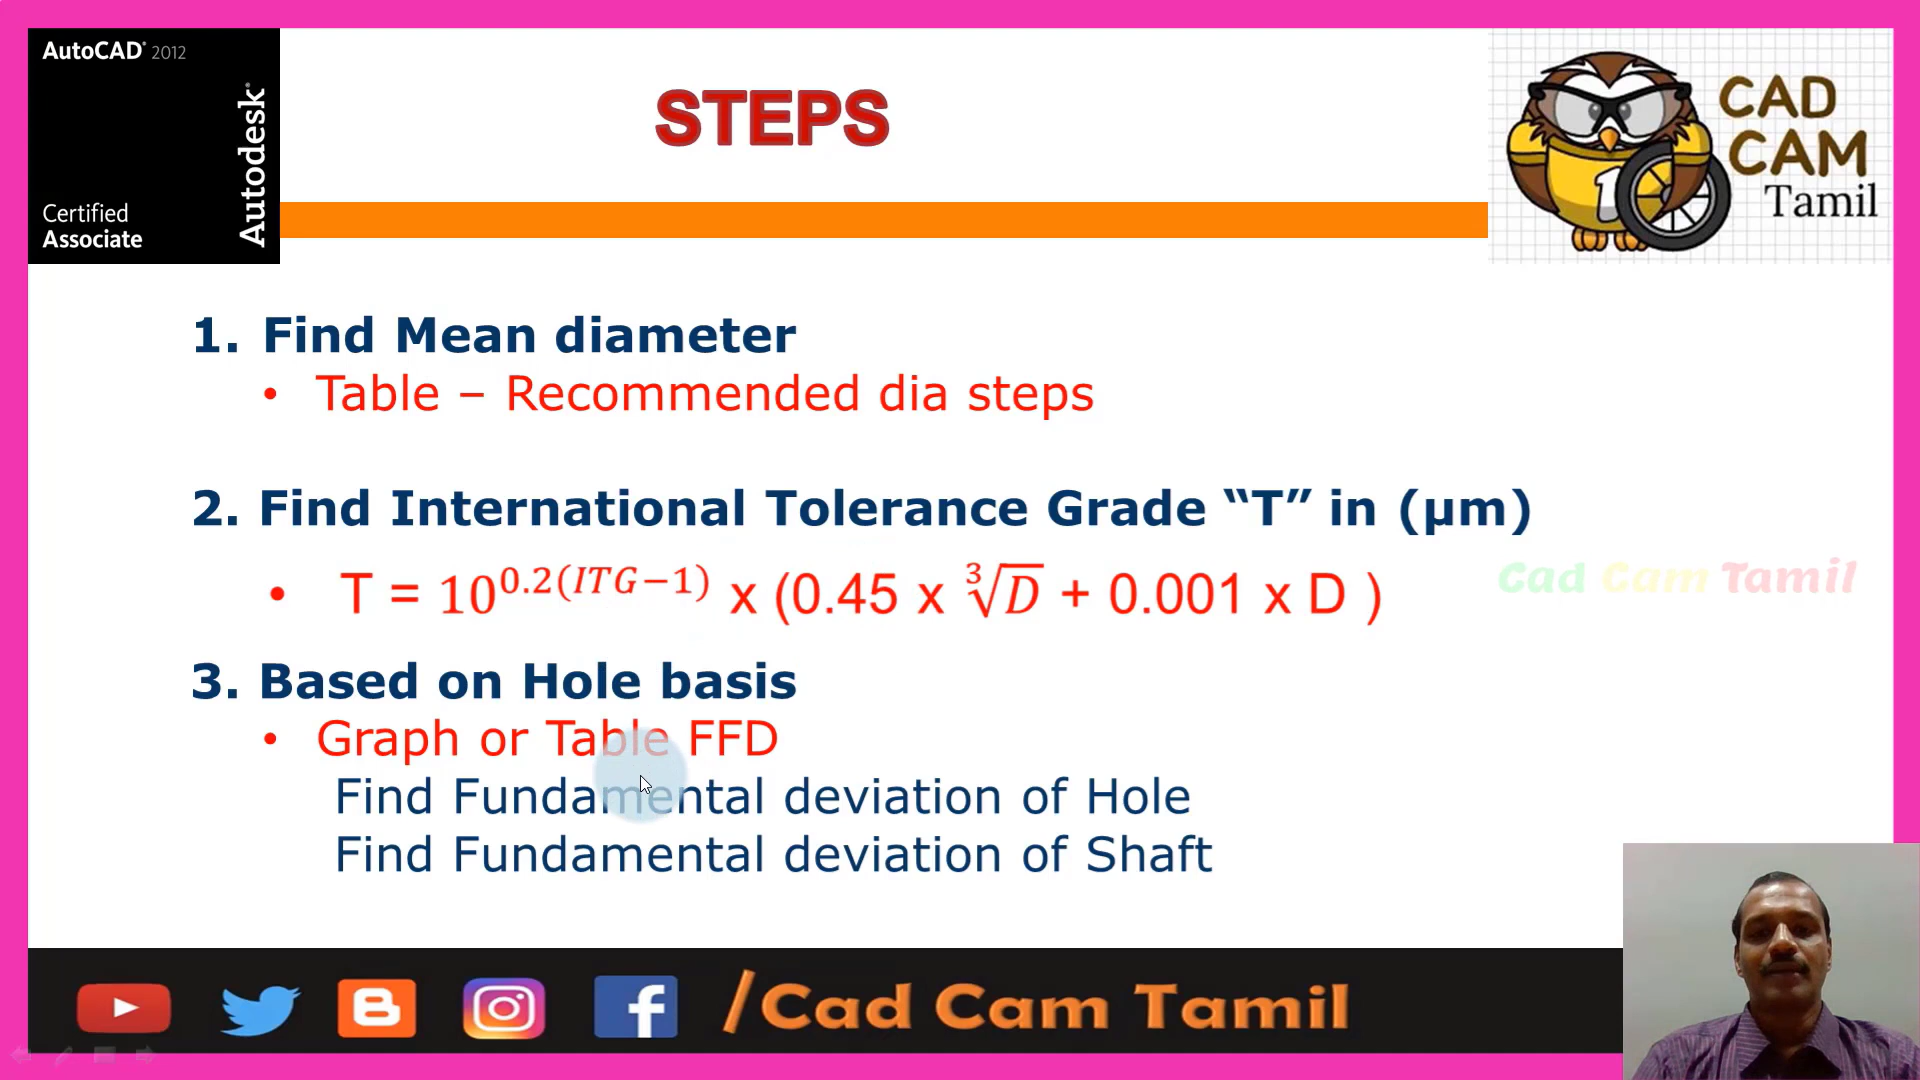 AutoCAD® 2012
Autodesk®
Certified
Associate
STEPS
CAD
CAM
Tamil
1. Find Mean diameter
• Table – Recommended dia steps
2. Find International Tolerance Grade “T” in (µm)
• T = 10^{0.2(ITG−1)} x (0.45 x ∛D + 0.001 x D )
Cad Cam Tamil
3. Based on Hole basis
• Graph or Table FFD
Find Fundamental deviation of Hole
Find Fundamental deviation of Shaft
/Cad Cam Tamil